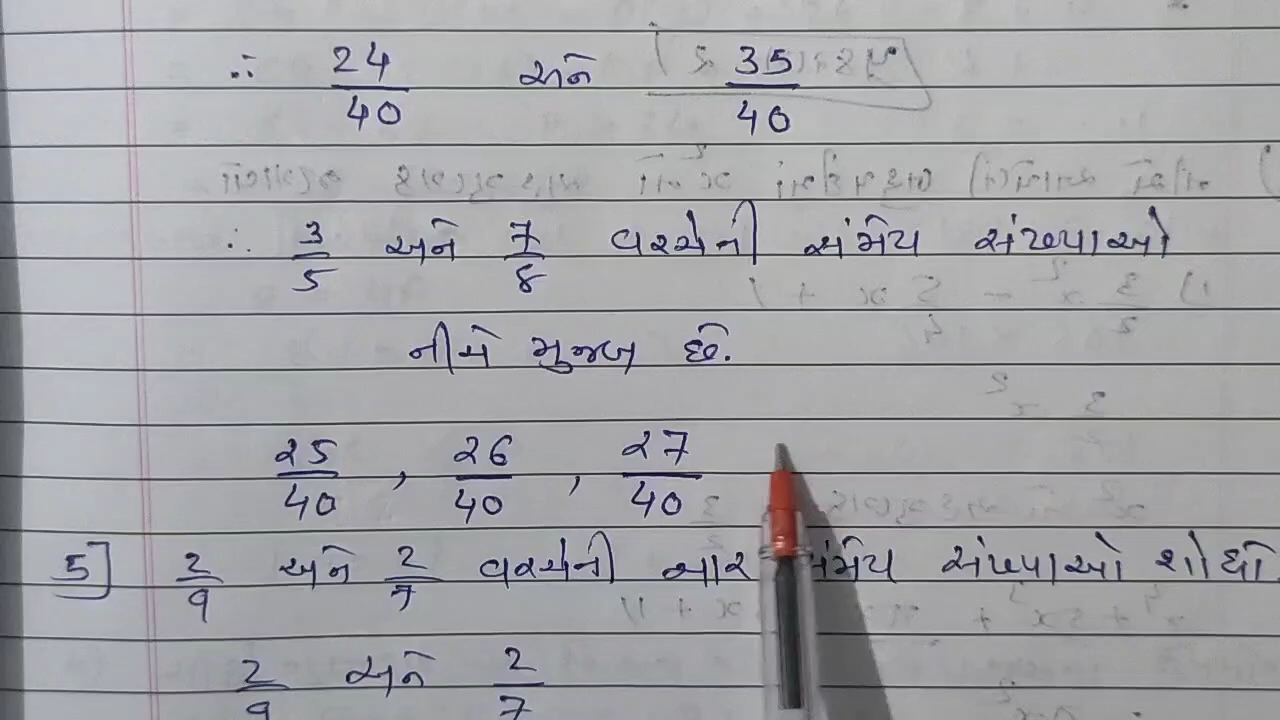 ∴ 24/40 અને 35/40
∴ 3/5 અને 7/8 વચ્ચેની સંમેય સંખ્યાઓ
નીચે મુજબ છે.
25/40 , 26/40 , 27/40
5] 2/9 અને 2/7 વચ્ચેની ચાર સંમેય સંખ્યાઓ શોધો
2/9 અને 2/7